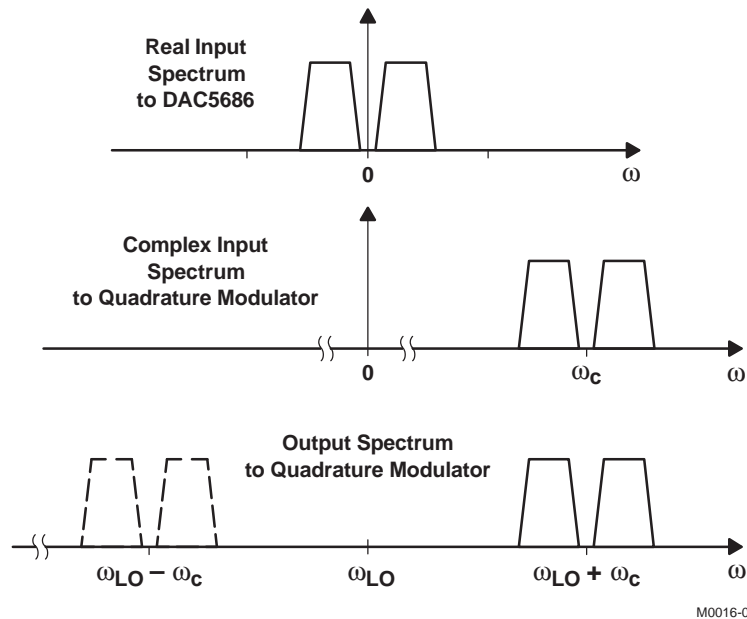 Real Input
Spectrum
to DAC5686
0
ω
Complex Input
Spectrum
to Quadrature Modulator
0
ωc
ω
Output Spectrum
to Quadrature Modulator
ωLO – ωc
ωLO
ωLO + ωc
ω
M0016-0